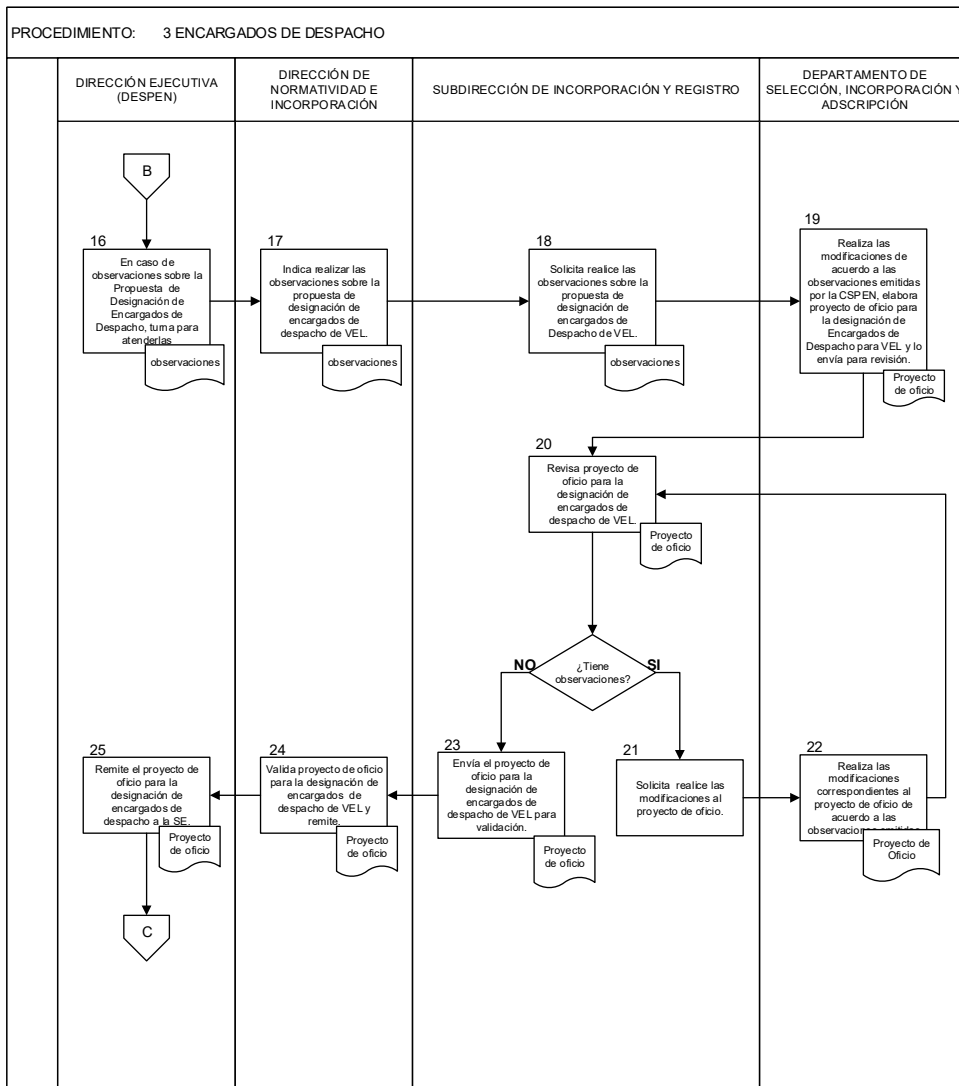 PROCEDIMIENTO: 3 ENCARGADOS DE DESPACHO
DIRECCIÓN EJECUTIVA
(DESPEN)
DIRECCIÓN DE
NORMATIVIDAD E
INCORPORACIÓN
SUBDIRECCIÓN DE INCORPORACIÓN Y REGISTRO
DEPARTAMENTO DE
SELECCIÓN, INCORPORACIÓN Y
ADSCRIPCIÓN
B
16
En caso de
observaciones sobre la
Propuesta de
Designación de
Encargados de
Despacho, turna para
atenderlas
observaciones
17
Indica realizar las
observaciones sobre la
propuesta de
designación de
encargados de
despacho de VEL.
observaciones
18
Solicita realice las
observaciones sobre la
propuesta de
designación de
encargados de
Despacho de VEL.
observaciones
19
Realiza las
modificaciones de
acuerdo a las
observaciones emitidas
por la CSPEN, elabora
proyecto de oficio para
la designación de
Encargados de
Despacho para VEL y lo
envía para revisión.
Proyecto
de oficio
20
Revisa proyecto de
oficio para la
designación de
encargados de
despacho de VEL.
Proyecto
de oficio
¿Tiene
observaciones?
NO
SI
25
Remite el proyecto de
oficio para la
designación de
encargados de
despacho a la SE.
Proyecto
de oficio
24
Valida proyecto de oficio
para la designación de
encargados de
despacho de VEL y
remite.
Proyecto
de oficio
23
Envía el proyecto de
oficio para la
designación de
encargados de
despacho de VEL para
validación.
Proyecto
de oficio
21
Solicita realice las
modificaciones al
proyecto de oficio.
22
Realiza las
modificaciones
correspondientes al
proyecto de oficio de
acuerdo a las
observaciones emitidas
Proyecto de
Oficio
C